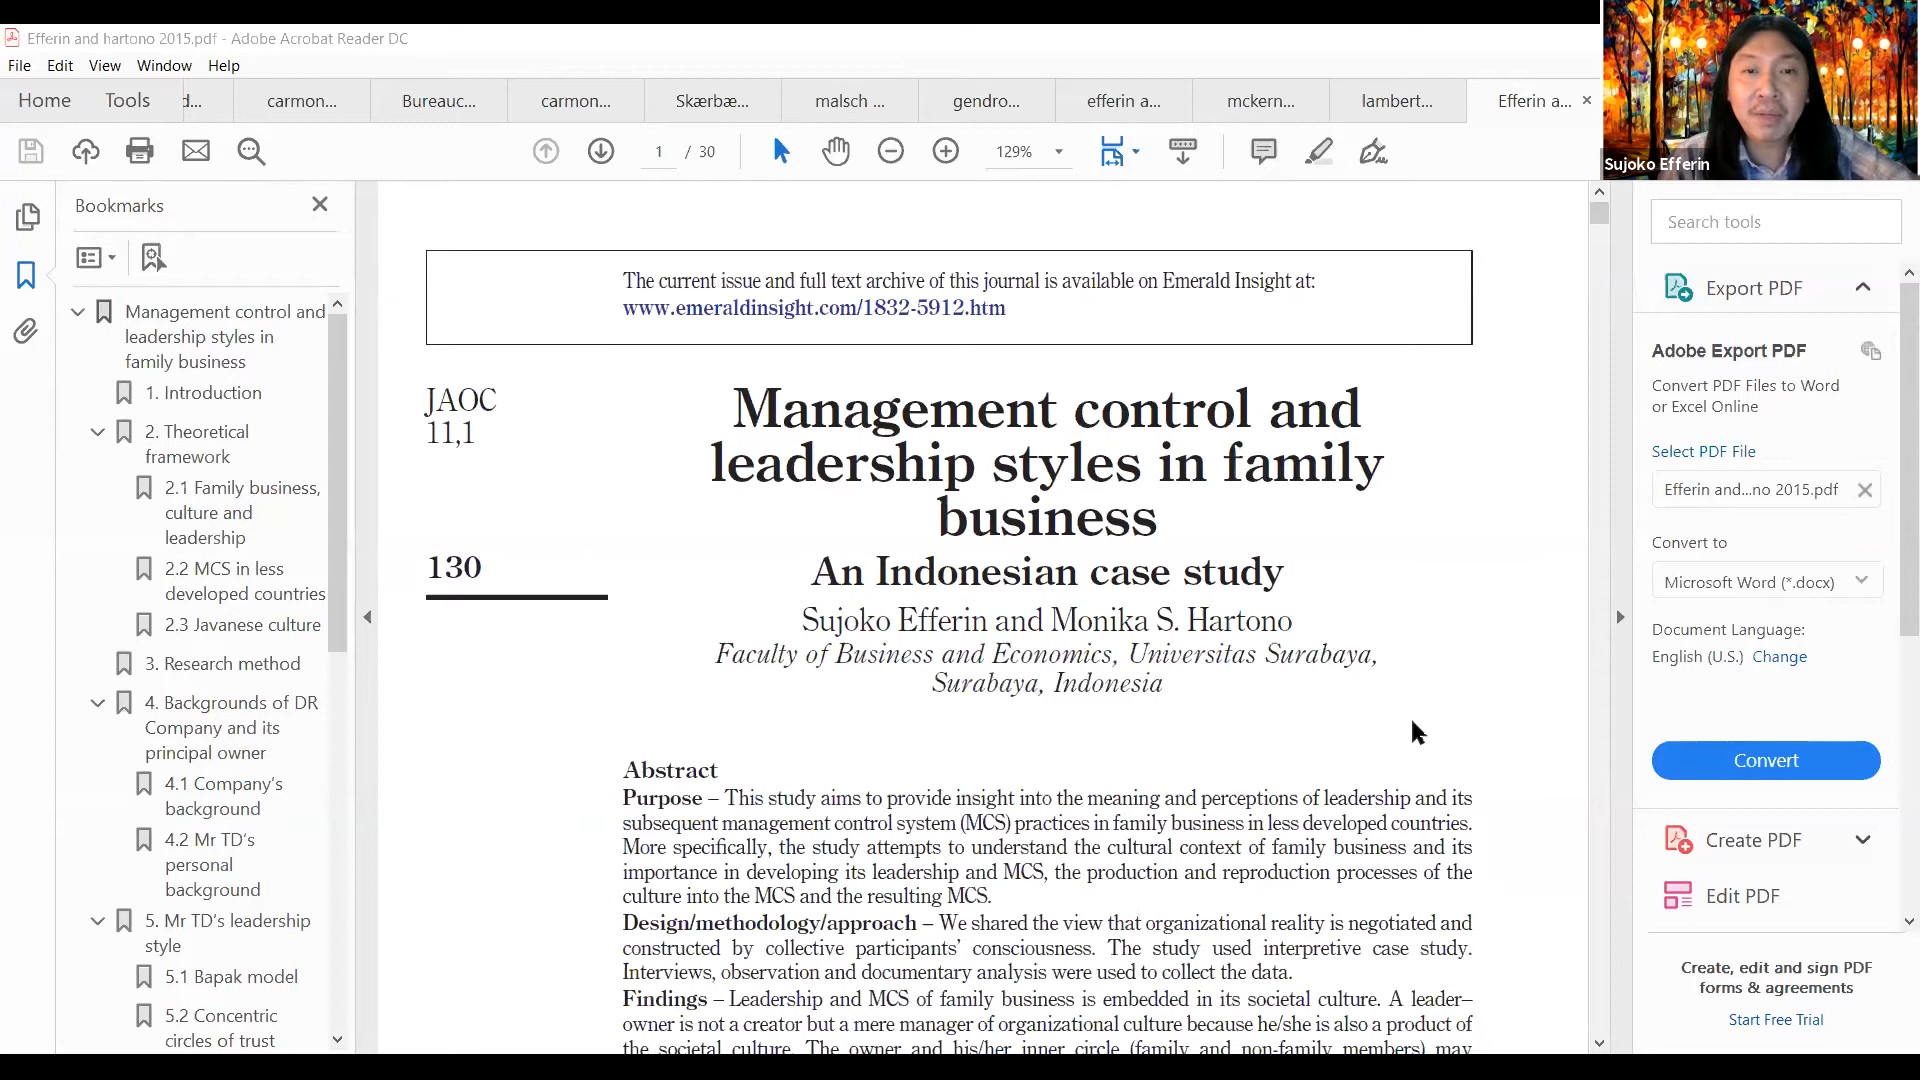 Efferin and hartono 2015.pdf - Adobe Acrobat Reader DC
File Edit View Window Help
Home Tools d... carmon... Bureauc... carmon... Skærbæ... malsch ... gendro... efferin a... mckern... lambert... Efferin a...
1 / 30 129%
Sujoko Efferin
Bookmarks
Management control and
leadership styles in
family business
1. Introduction
2. Theoretical
framework
2.1 Family business,
culture and
leadership
2.2 MCS in less
developed countries
2.3 Javanese culture
3. Research method
4. Backgrounds of DR
Company and its
principal owner
4.1 Company's
background
4.2 Mr TD's
personal
background
5. Mr TD's leadership
style
5.1 Bapak model
5.2 Concentric
circles of trust
The current issue and full text archive of this journal is available on Emerald Insight at:
www.emeraldinsight.com/1832-5912.htm
JAOC
11,1
130
Management control and
leadership styles in family
business
An Indonesian case study
Sujoko Efferin and Monika S. Hartono
Faculty of Business and Economics, Universitas Surabaya,
Surabaya, Indonesia
Abstract
Purpose – This study aims to provide insight into the meaning and perceptions of leadership and its
subsequent management control system (MCS) practices in family business in less developed countries.
More specifically, the study attempts to understand the cultural context of family business and its
importance in developing its leadership and MCS, the production and reproduction processes of the
culture into the MCS and the resulting MCS.
Design/methodology/approach – We shared the view that organizational reality is negotiated and
constructed by collective participants' consciousness. The study used interpretive case study.
Interviews, observation and documentary analysis were used to collect the data.
Findings – Leadership and MCS of family business is embedded in its societal culture. A leader–
owner is not a creator but a mere manager of organizational culture because he/she is also a product of
the societal culture. The owner and his/her inner circle (family and non-family members) may
Search tools
Export PDF
Adobe Export PDF
Convert PDF Files to Word
or Excel Online
Select PDF File
Efferin and...no 2015.pdf
Convert to
Microsoft Word (*.docx)
Document Language:
English (U.S.) Change
Convert
Create PDF
Edit PDF
Create, edit and sign PDF
forms & agreements
Start Free Trial